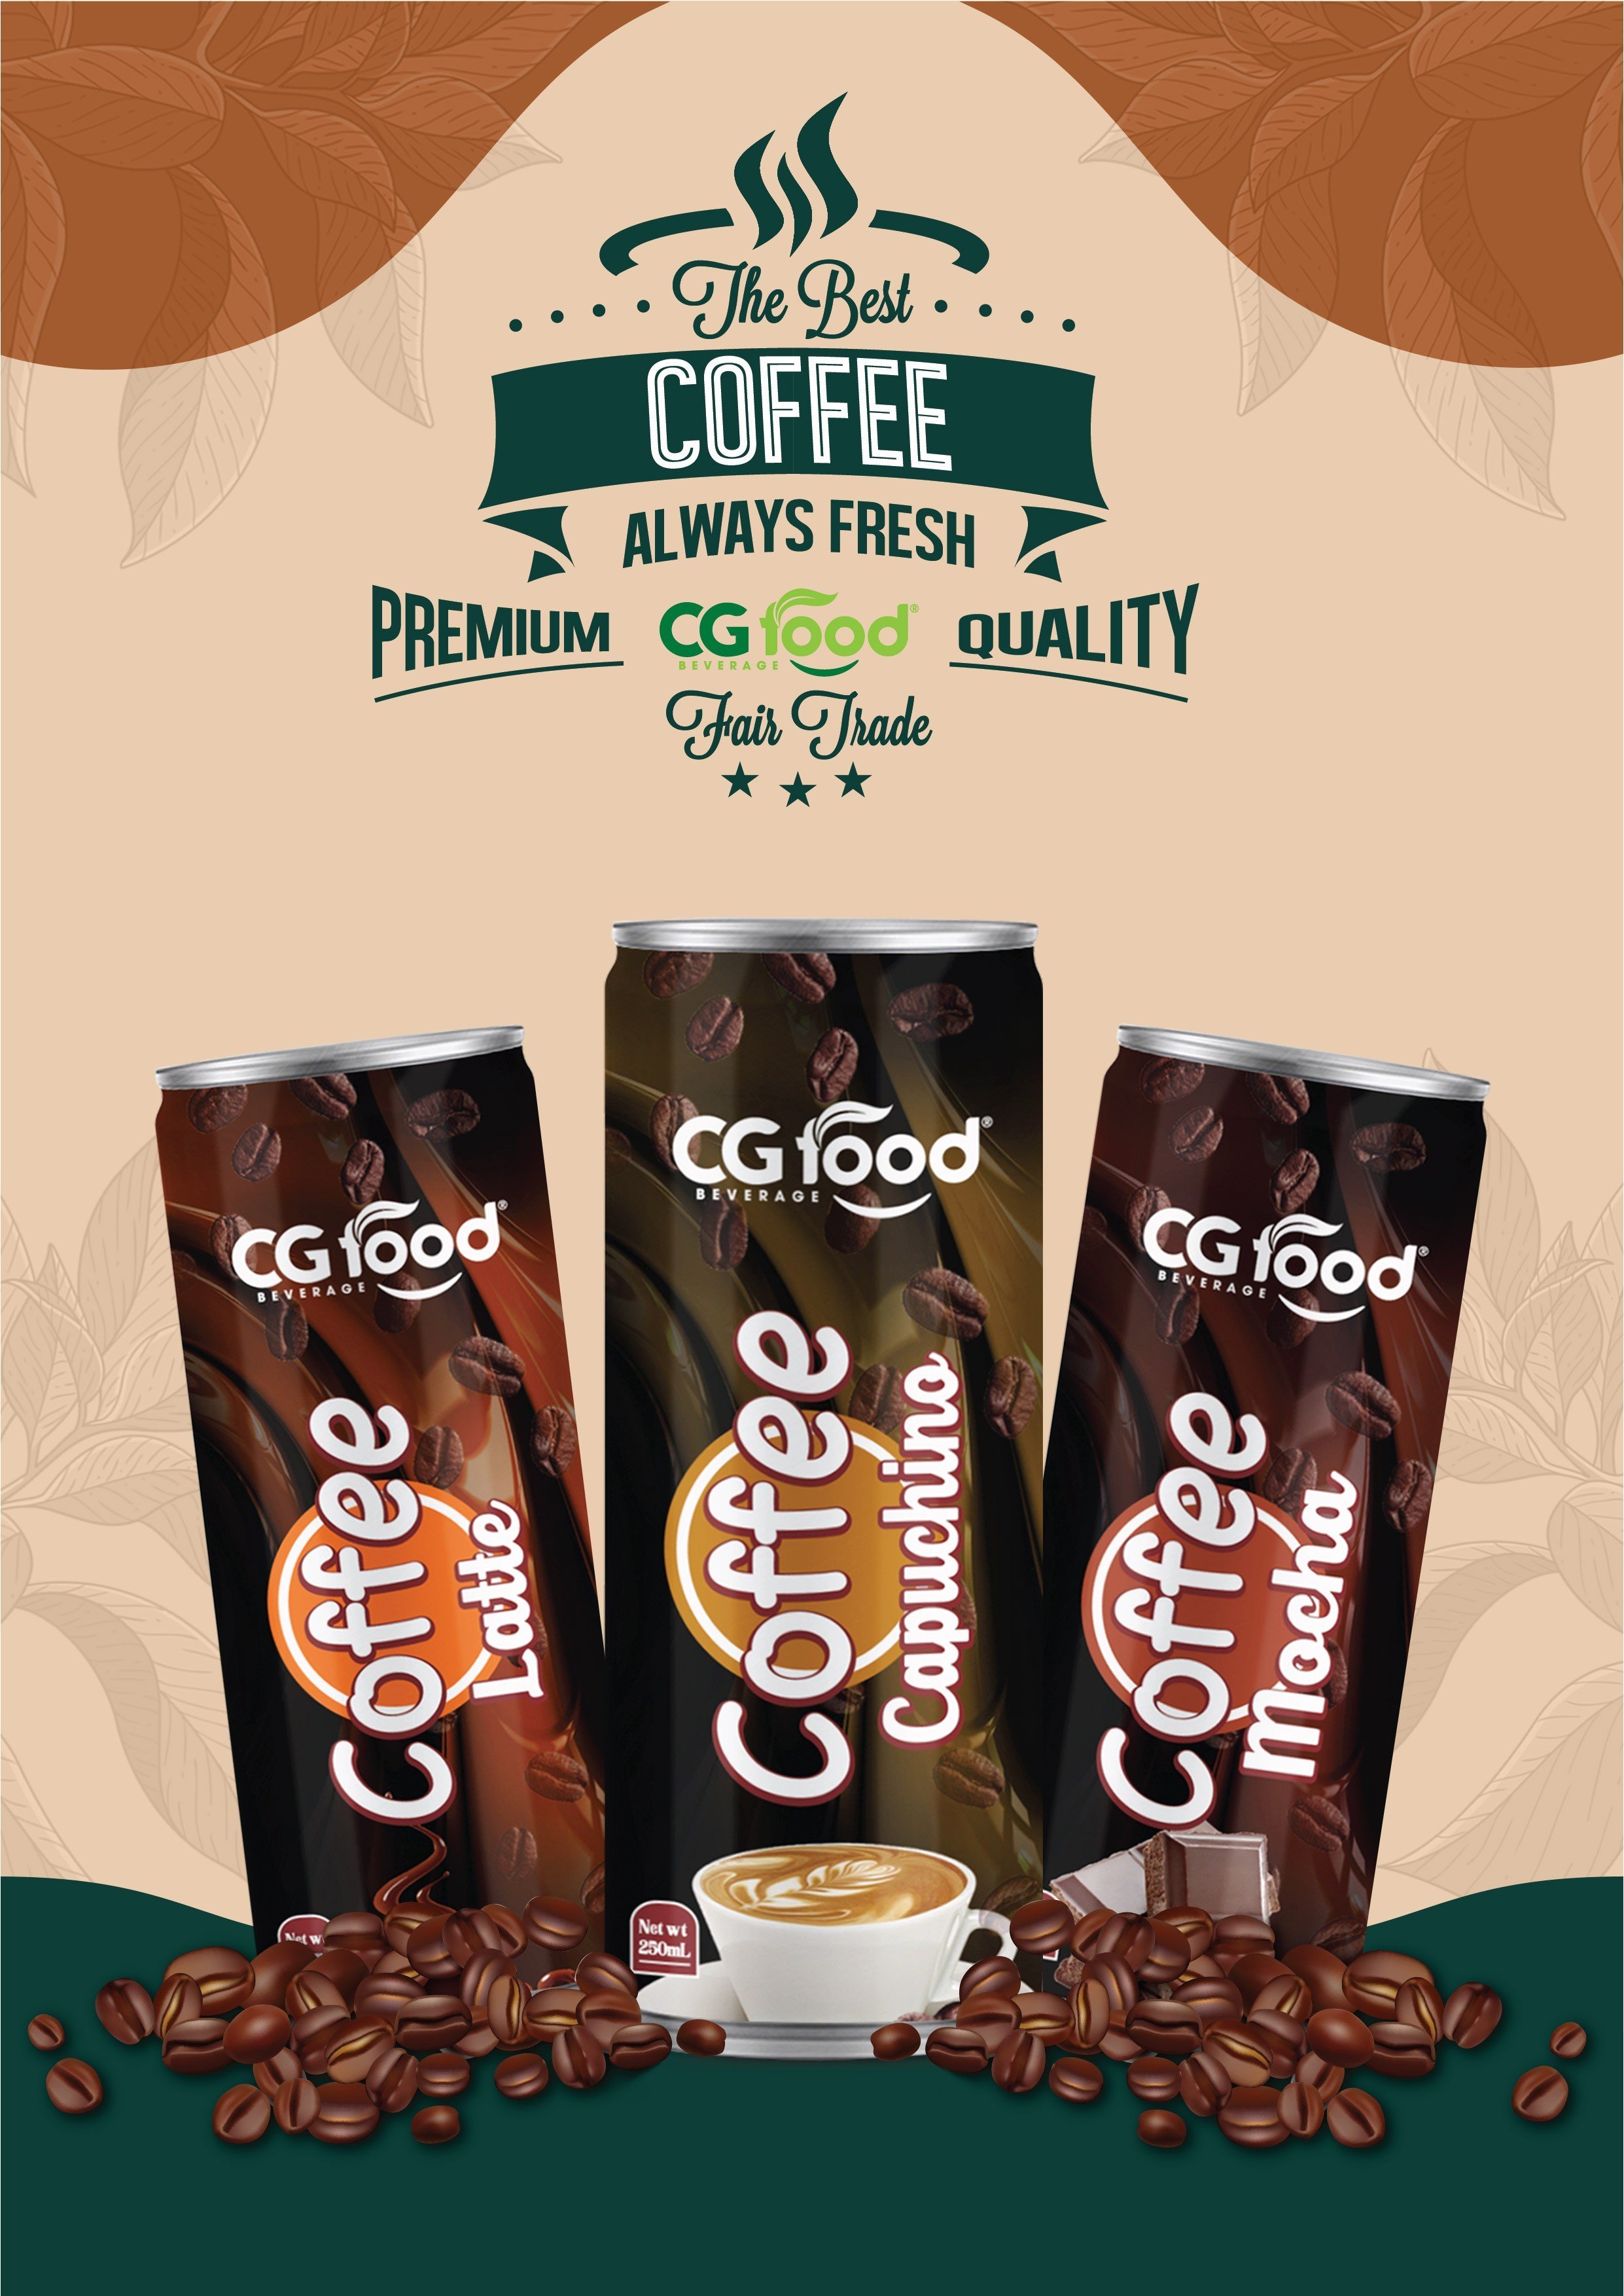 The Best
COFFEE
ALWAYS FRESH
PREMIUM CG food® QUALITY
BEVERAGE
Fair Trade
CG food®
BEVERAGE
Coffee
Latte
Net w
CG food®
BEVERAGE
Coffee
Capuchino
Net wt
250mL
CG food®
BEVERAGE
Coffee
Mocha